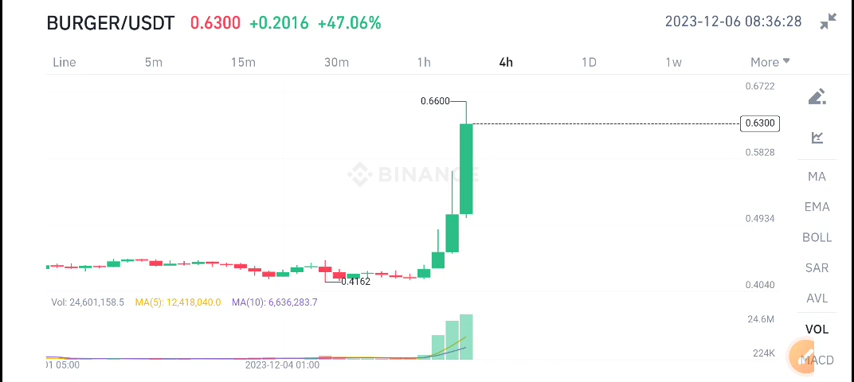 BURGER/USDT 0.6300 +0.2016 +47.06% 2023-12-06 08:36:28
Line 5m 15m 30m 1h 4h 1D 1w More
0.6722
0.6600
0.6300
0.5828
BINANCE
MA
EMA
0.4934
BOLL
SAR
0.4162
0.4040
AVL
Vol: 24,601,158.5 MA(5): 12,418,040.0 MA(10): 6,636,283.7
24.6M
VOL
224K
MACD
01 05:00 2023-12-04 01:00